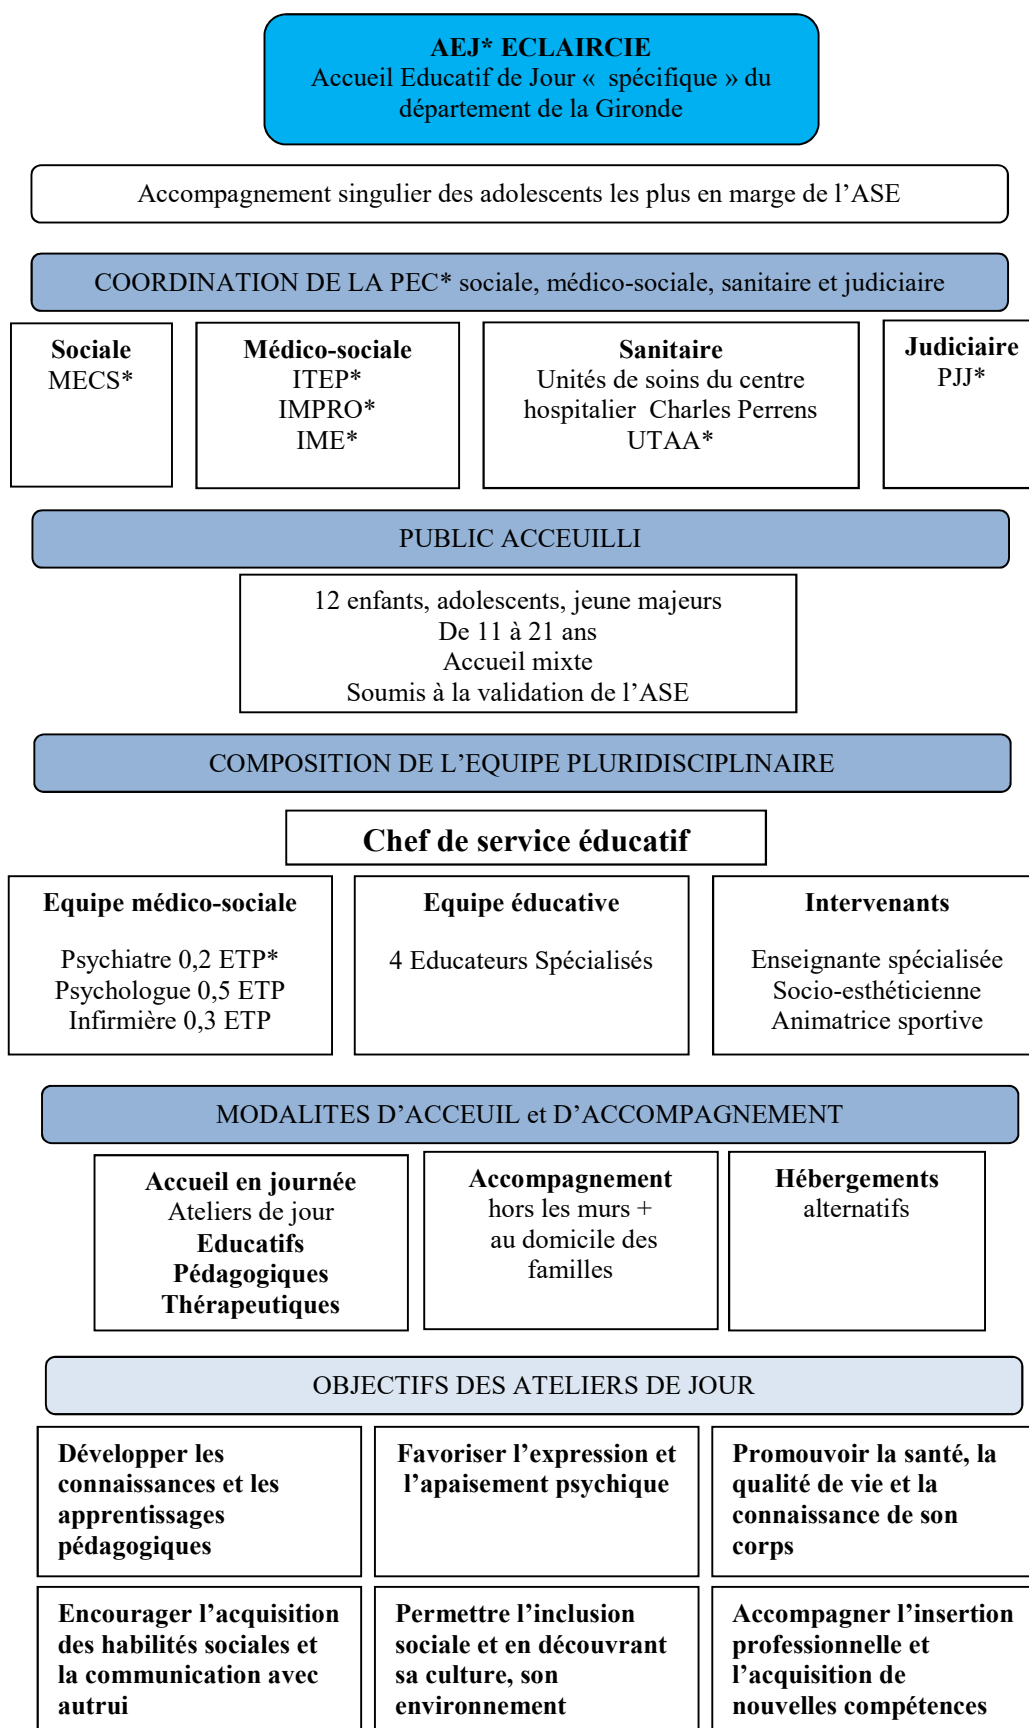 AEJ* ECLAIRCIE
Accueil Educatif de Jour « spécifique » du
département de la Gironde
Accompagnement singulier des adolescents les plus en marge de l’ASE
COORDINATION DE LA PEC* sociale, médico-sociale, sanitaire et judiciaire
Sociale
MECS*
Médico-sociale
ITEP*
IMPRO*
IME*
Sanitaire
Unités de soins du centre
hospitalier Charles Perrens
UTAA*
Judiciaire
PJJ*
PUBLIC ACCEUILLI
12 enfants, adolescents, jeune majeurs
De 11 à 21 ans
Accueil mixte
Soumis à la validation de l’ASE
COMPOSITION DE L’EQUIPE PLURIDISCIPLINAIRE
Chef de service éducatif
Equipe médico-sociale
Psychiatre 0,2 ETP*
Psychologue 0,5 ETP
Infirmière 0,3 ETP
Equipe éducative
4 Educateurs Spécialisés
Intervenants
Enseignante spécialisée
Socio-esthéticienne
Animatrice sportive
MODALITES D’ACCEUIL et D’ACCOMPAGNEMENT
Accueil en journée
Ateliers de jour
Educatifs
Pédagogiques
Thérapeutiques
Accompagnement
hors les murs +
au domicile des
familles
Hébergements
alternatifs
OBJECTIFS DES ATELIERS DE JOUR
Développer les
connaissances et les
apprentissages
pédagogiques
Favoriser l’expression et
l’apaisement psychique
Promouvoir la santé, la
qualité de vie et la
connaissance de son
corps
Encourager l’acquisition
des habilités sociales et
la communication avec
autrui
Permettre l’inclusion
sociale et en découvrant
sa culture, son
environnement
Accompagner l’insertion
professionnelle et
l’acquisition de
nouvelles compétences